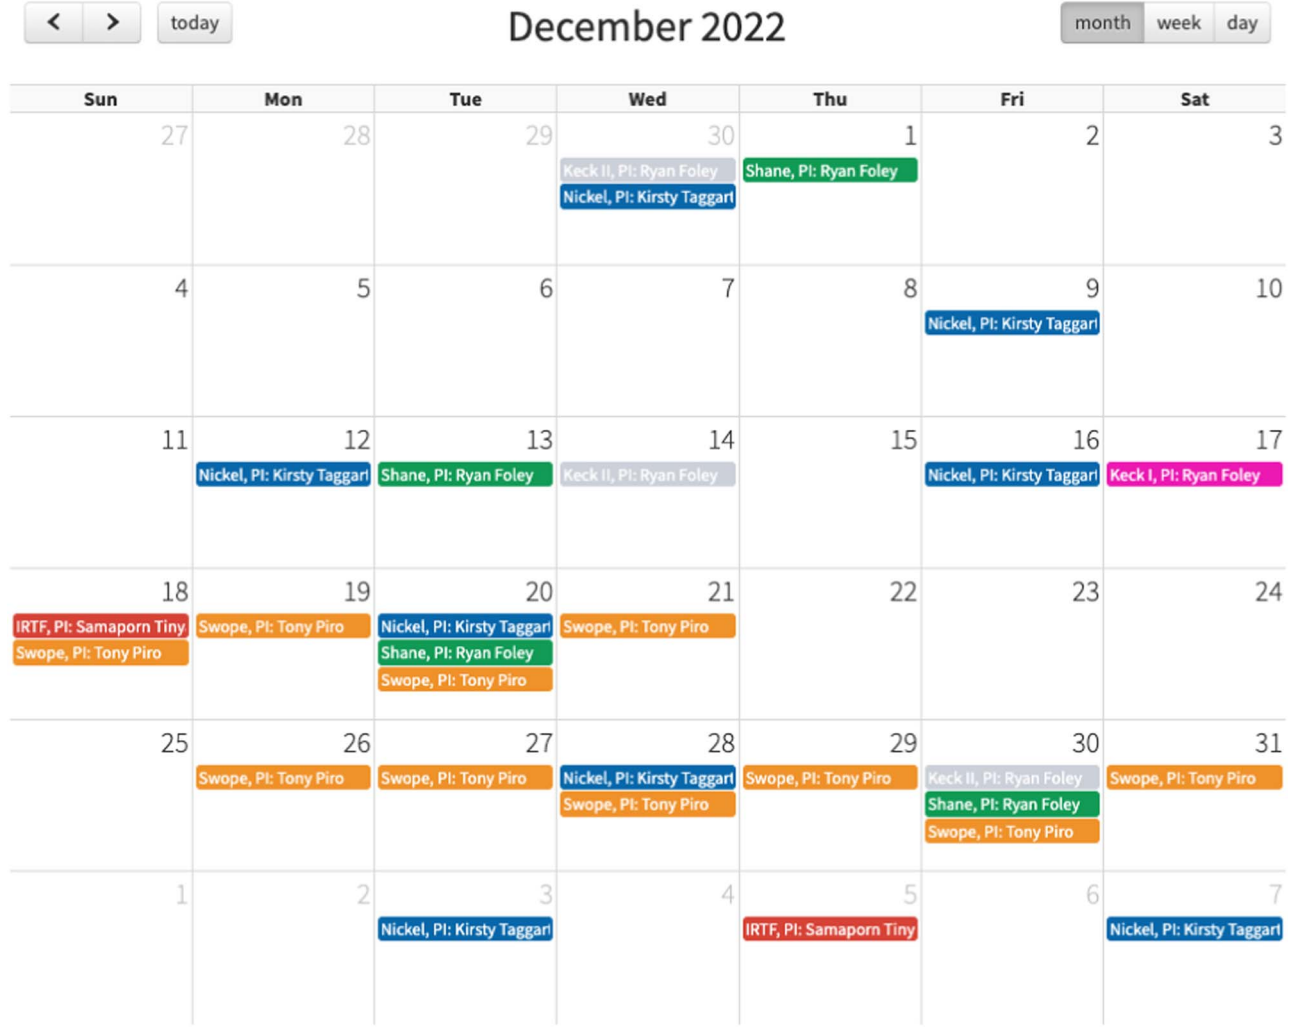 today
December 2022
month week day
Sun Mon Tue Wed Thu Fri Sat
27 28 29 30 1 2 3
Keck II, PI: Ryan Foley Shane, PI: Ryan Foley
Nickel, PI: Kirsty Taggart
4 5 6 7 8 9 10
Nickel, PI: Kirsty Taggart
11 12 13 14 15 16 17
Nickel, PI: Kirsty Taggart Shane, PI: Ryan Foley Keck II, PI: Ryan Foley Nickel, PI: Kirsty Taggart Keck I, PI: Ryan Foley
18 19 20 21 22 23 24
IRTF, PI: Samaporn Tiny Swope, PI: Tony Piro Nickel, PI: Kirsty Taggart Swope, PI: Tony Piro
Swope, PI: Tony Piro Shane, PI: Ryan Foley
Swope, PI: Tony Piro
25 26 27 28 29 30 31
Swope, PI: Tony Piro Swope, PI: Tony Piro Nickel, PI: Kirsty Taggart Swope, PI: Tony Piro Keck II, PI: Ryan Foley Swope, PI: Tony Piro
Swope, PI: Tony Piro Shane, PI: Ryan Foley
Swope, PI: Tony Piro
1 2 3 4 5 6 7
Nickel, PI: Kirsty Taggart IRTF, PI: Samaporn Tiny Nickel, PI: Kirsty Taggart